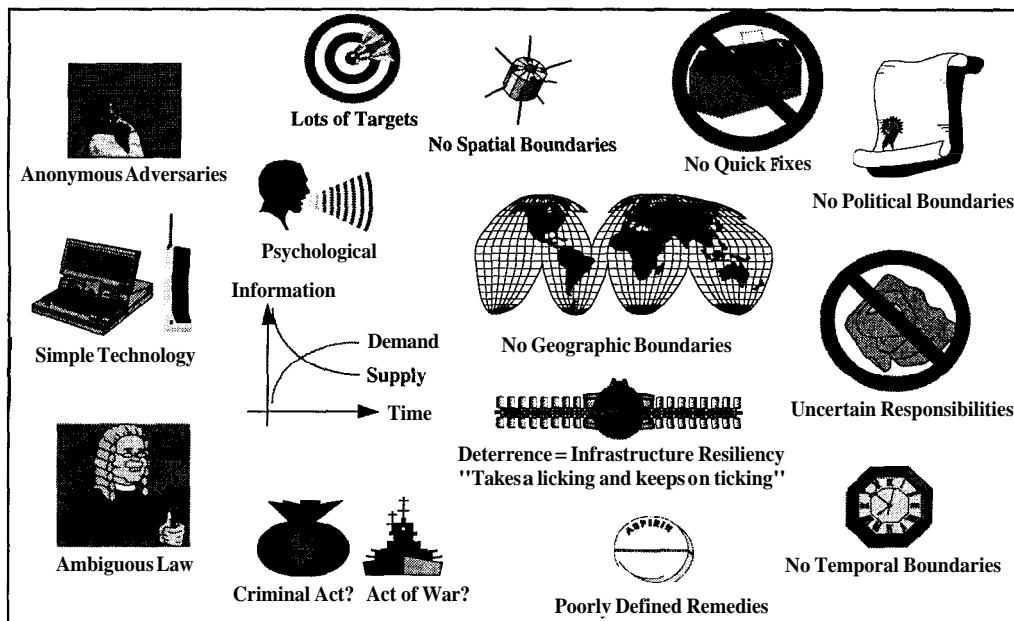 Lots of Targets
No Spatial Boundaries
No Quick Fixes
No Political Boundaries
Anonymous Adversaries
Psychological
Information
Demand
Supply
Time
Simple Technology
No Geographic Boundaries
Uncertain Responsibilities
Deterrence = Infrastructure Resiliency
"Takes a licking and keeps on ticking"
Ambiguous Law
Criminal Act?
Act of War?
ASPIRIN
Poorly Defined Remedies
No Temporal Boundaries